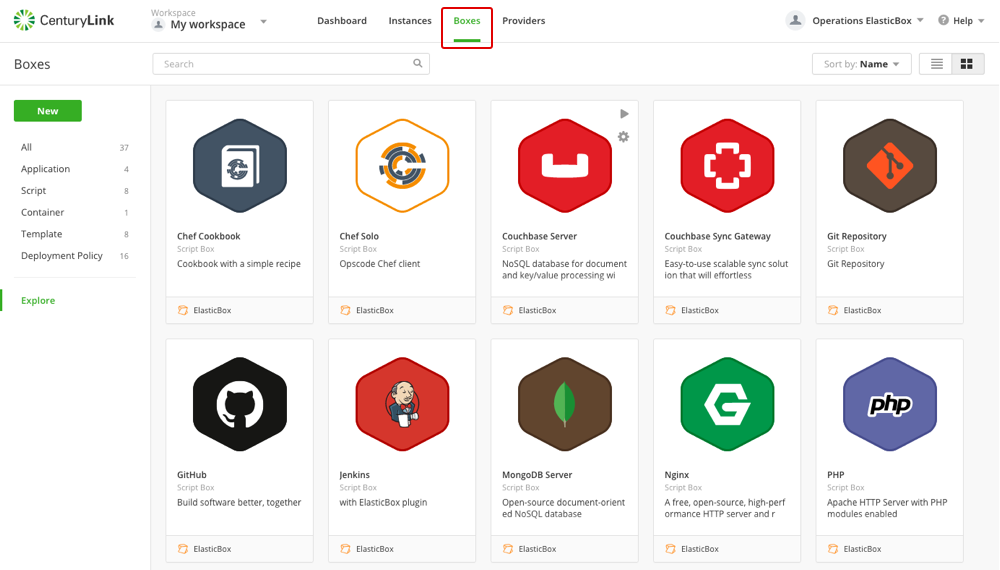 CenturyLink
Workspace
My workspace
Dashboard
Instances
Boxes
Providers
Operations ElasticBox
Help
Boxes
Search
Sort by: Name
New
All 37
Application 4
Script 8
Container 1
Template 8
Deployment Policy 16
Explore
Chef Cookbook
Script Box
Cookbook with a simple recipe
ElasticBox
Chef Solo
Script Box
Opscode Chef client
ElasticBox
Couchbase Server
Script Box
NoSQL database for document
and key/value processing wi
ElasticBox
Couchbase Sync Gateway
Script Box
Easy-to-use scalable sync solut
ion that will effortless
ElasticBox
Git Repository
Script Box
Git Repository
ElasticBox
GitHub
Script Box
Build software better, together
ElasticBox
Jenkins
Script Box
with ElasticBox plugin
ElasticBox
MongoDB Server
Script Box
Open-source document-orient
ed NoSQL database
ElasticBox
Nginx
Script Box
A free, open-source, high-perf
ormance HTTP server and r
ElasticBox
php
PHP
Script Box
Apache HTTP Server with PHP
modules enabled
ElasticBox